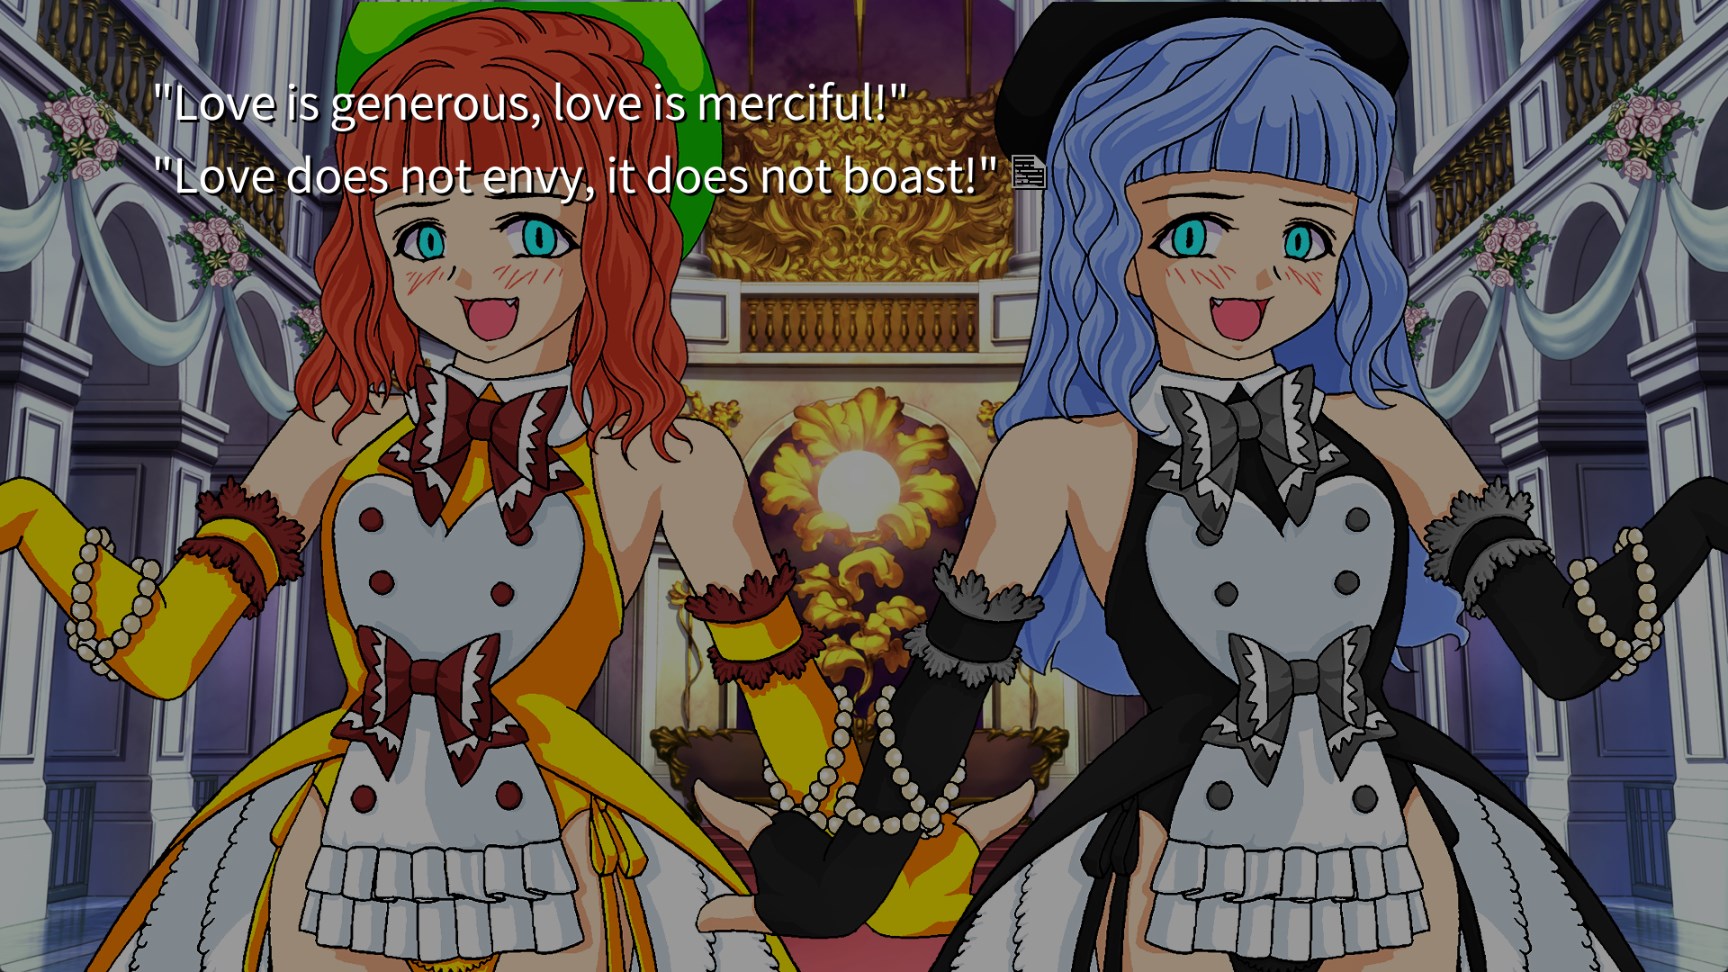 "Love is generous, love is merciful!"
"Love does not envy, it does not boast!"